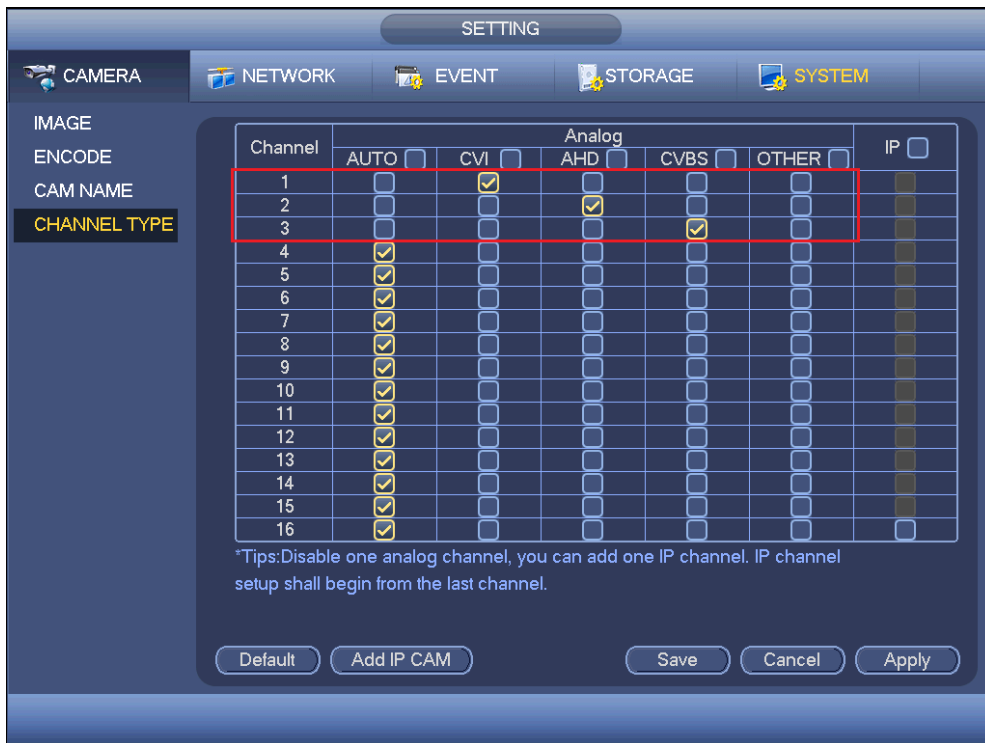 SETTING
CAMERA NETWORK EVENT STORAGE SYSTEM
IMAGE
ENCODE
CAM NAME
CHANNEL TYPE
Channel Analog IP
AUTO CVI AHD CVBS OTHER
1
2
3
4
5
6
7
8
9
10
11
12
13
14
15
16
*Tips:Disable one analog channel, you can add one IP channel. IP channel
setup shall begin from the last channel.
Default Add IP CAM Save Cancel Apply